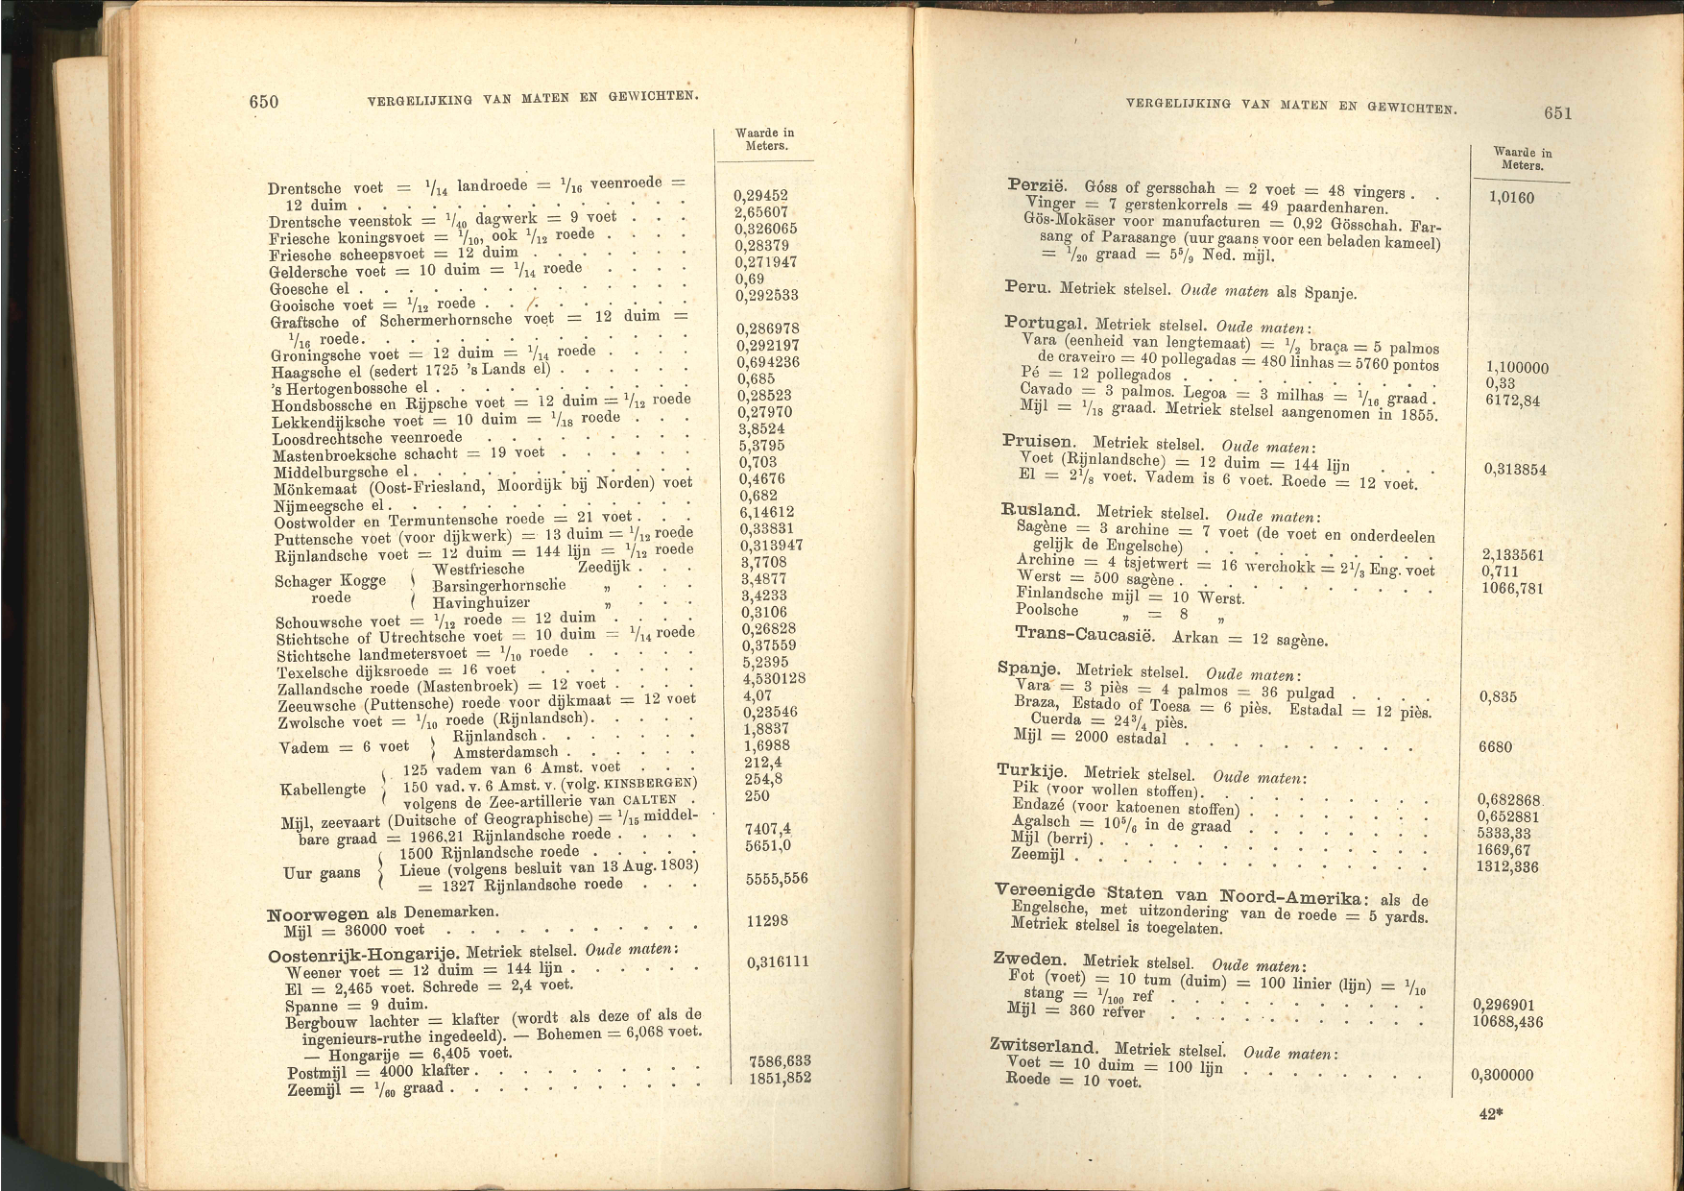 650 VERGELIJKING VAN MATEN EN GEWICHTEN.
Waarde in
Meters.
Drentsche voet = 1/14 landroede = 1/16 veenroede =
12 duim . . . . . . . . . . . . . . 0,29452
Drentsche veenstok = 1/40 dagwerk = 9 voet . . . 2,65607
Friesche koningsvoet = 1/10, ook 1/12 roede . . . . 0,326065
Friesche scheepsvoet = 12 duim . . . . . . . 0,28379
Geldersche voet = 10 duim = 1/14 roede . . . . 0,271947
Goesche el . . . . . . . . . . . . . . 0,69
Gooische voet = 1/12 roede . . . . . . . . . 0,292533
Graftsche of Schermerhornsche voet = 12 duim =
1/16 roede. . . . . . . . . . . . . . 0,286978
Groningsche voet = 12 duim = 1/14 roede . . . . 0,292197
Haagsche el (sedert 1725 's Lands el) . . . . . . 0,694236
's Hertogenbossche el . . . . . . . . . . . 0,685
Hondsbossche en Rijpsche voet = 12 duim = 1/12 roede 0,28523
Lekkendijksche voet = 10 duim = 1/18 roede . . . 0,27970
Loosdrechtsche veenroede . . . . . . . . . 3,8524
Mastenbroeksche schacht = 19 voet . . . . . . 5,3795
Middelburgsche el . . . . . . . . . . . . 0,703
Mönkemaat (Oost-Friesland, Moordijk bij Norden) voet 0,4676
Nijmeegsche el . . . . . . . . . . . . . 0,682
Oostwolder en Termuntensche roede = 21 voet . . . 6,14612
Puttensche voet (voor dijkwerk) = 13 duim = 1/12 roede 0,33831
Rijnlandsche voet = 12 duim = 144 lijn = 1/12 roede 0,313947
Westfriesche Zeedijk . . . 3,7708
Schager Kogge roede Barsingerhornsche „ . . . 3,4877
Havinghuizer „ . . . 3,4233
Schouwsche voet = 1/12 roede = 12 duim . . . . 0,3106
Stichtsche of Utrechtsche voet = 10 duim = 1/14 roede 0,26828
Stichtsche landmetersvoet = 1/10 roede . . . . . 0,37559
Texelsche dijksroede = 16 voet . . . . . . . 5,2395
Zallandsche roede (Mastenbroek) = 12 voet . . . . 4,530128
Zeeuwsche (Puttensche) roede voor dijkmaat = 12 voet 4,07
Zwolsche voet = 1/10 roede (Rijnlandsch). . . . . 0,23546
Rijnlandsch . . . . . . . 1,8837
Vadem = 6 voet Amsterdamsch . . . . . . 1,6988
125 vadem van 6 Amst. voet . . . 212,4
Kabellengte 150 vad. v. 6 Amst. v. (volg. KINSBERGEN) 254,8
volgens de Zee-artillerie van CALTEN . 250
Mijl, zeevaart (Duitsche of Geographische) = 1/15 middel-
bare graad = 1966,21 Rijnlandsche roede . . . . 7407,4
1500 Rijnlandsche roede . . . . . 5651,0
Uur gaans Lieue (volgens besluit van 13 Aug. 1803)
= 1327 Rijnlandsche roede . . . 5555,556
Noorwegen als Denemarken.
Mijl = 36000 voet . . . . . . . . . . . 11298
Oostenrijk-Hongarije. Metriek stelsel. Oude maten:
Weener voet = 12 duim = 144 lijn . . . . . . 0,316111
El = 2,465 voet. Schrede = 2,4 voet.
Spanne = 9 duim.
Bergbouw lachter = klafter (wordt als deze of als de
ingenieurs-ruthe ingedeeld). — Bohemen = 6,068 voet.
— Hongarije = 6,405 voet.
Postmijl = 4000 klafter . . . . . . . . . . 7586,633
Zeemijl = 1/60 graad . . . . . . . . . . . 1851,852
VERGELIJKING VAN MATEN EN GEWICHTEN. 651
Waarde in
Meters.
Perzië. Góss of gersschah = 2 voet = 48 vingers . . 1,0160
Vinger = 7 gerstenkorrels = 49 paardenharen.
Gös-Mokäser voor manufacturen = 0,92 Gösschah. Far-
sang of Parasange (uur gaans voor een beladen kameel)
= 1/20 graad = 5 5/9 Ned. mijl.
Peru. Metriek stelsel. Oude maten als Spanje.
Portugal. Metriek stelsel. Oude maten:
Vara (eenheid van lengtemaat) = 1/2 braça = 5 palmos
de craveiro = 40 pollegadas = 480 linhas = 5760 pontos 1,100000
Pé = 12 pollegados . . . . . . . . . . . 0,33
Cavado = 3 palmos. Legoa = 3 milhas = 1/16 graad . 6172,84
Mijl = 1/18 graad. Metriek stelsel aangenomen in 1855.
Pruisen. Metriek stelsel. Oude maten:
Voet (Rijnlandsche) = 12 duim = 144 lijn . . . 0,313854
El = 2 1/8 voet. Vadem is 6 voet. Roede = 12 voet.
Rusland. Metriek stelsel. Oude maten:
Sagène = 3 archine = 7 voet (de voet en onderdeelen
gelijk de Engelsche) . . . . . . . . . . 2,133561
Archine = 4 tsjetwert = 16 werchokk = 2 1/3 Eng. voet 0,711
Werst = 500 sagène . . . . . . . . . . . 1066,781
Finlandsche mijl = 10 Werst.
Poolsche „ = 8 „
Trans-Caucasië. Arkan = 12 sagène.
Spanje. Metriek stelsel. Oude maten:
Vara = 3 piès = 4 palmos = 36 pulgad . . . . 0,835
Braza, Estado of Toesa = 6 piès. Estadal = 12 piès.
Cuerda = 24 3/4 piès.
Mijl = 2000 estadal . . . . . . . . . . 6680
Turkije. Metriek stelsel. Oude maten:
Pik (voor wollen stoffen). . . . . . . . . . 0,682868
Endazé (voor katoenen stoffen) . . . . . . . . 0,652881
Agalsch = 10 5/6 in de graad . . . . . . . . 5333,33
Mijl (berri) . . . . . . . . . . . . . . 1669,67
Zeemijl . . . . . . . . . . . . . . . 1312,336
Vereenigde Staten van Noord-Amerika: als de
Engelsche, met uitzondering van de roede = 5 yards.
Metriek stelsel is toegelaten.
Zweden. Metriek stelsel. Oude maten:
Fot (voet) = 10 tum (duim) = 100 linier (lijn) = 1/10
stang = 1/100 ref . . . . . . . . . . . 0,296901
Mijl = 360 refver . . . . . . . . . . . 10688,436
Zwitserland. Metriek stelsel. Oude maten:
Voet = 10 duim = 100 lijn . . . . . . . . 0,300000
Roede = 10 voet.
42*